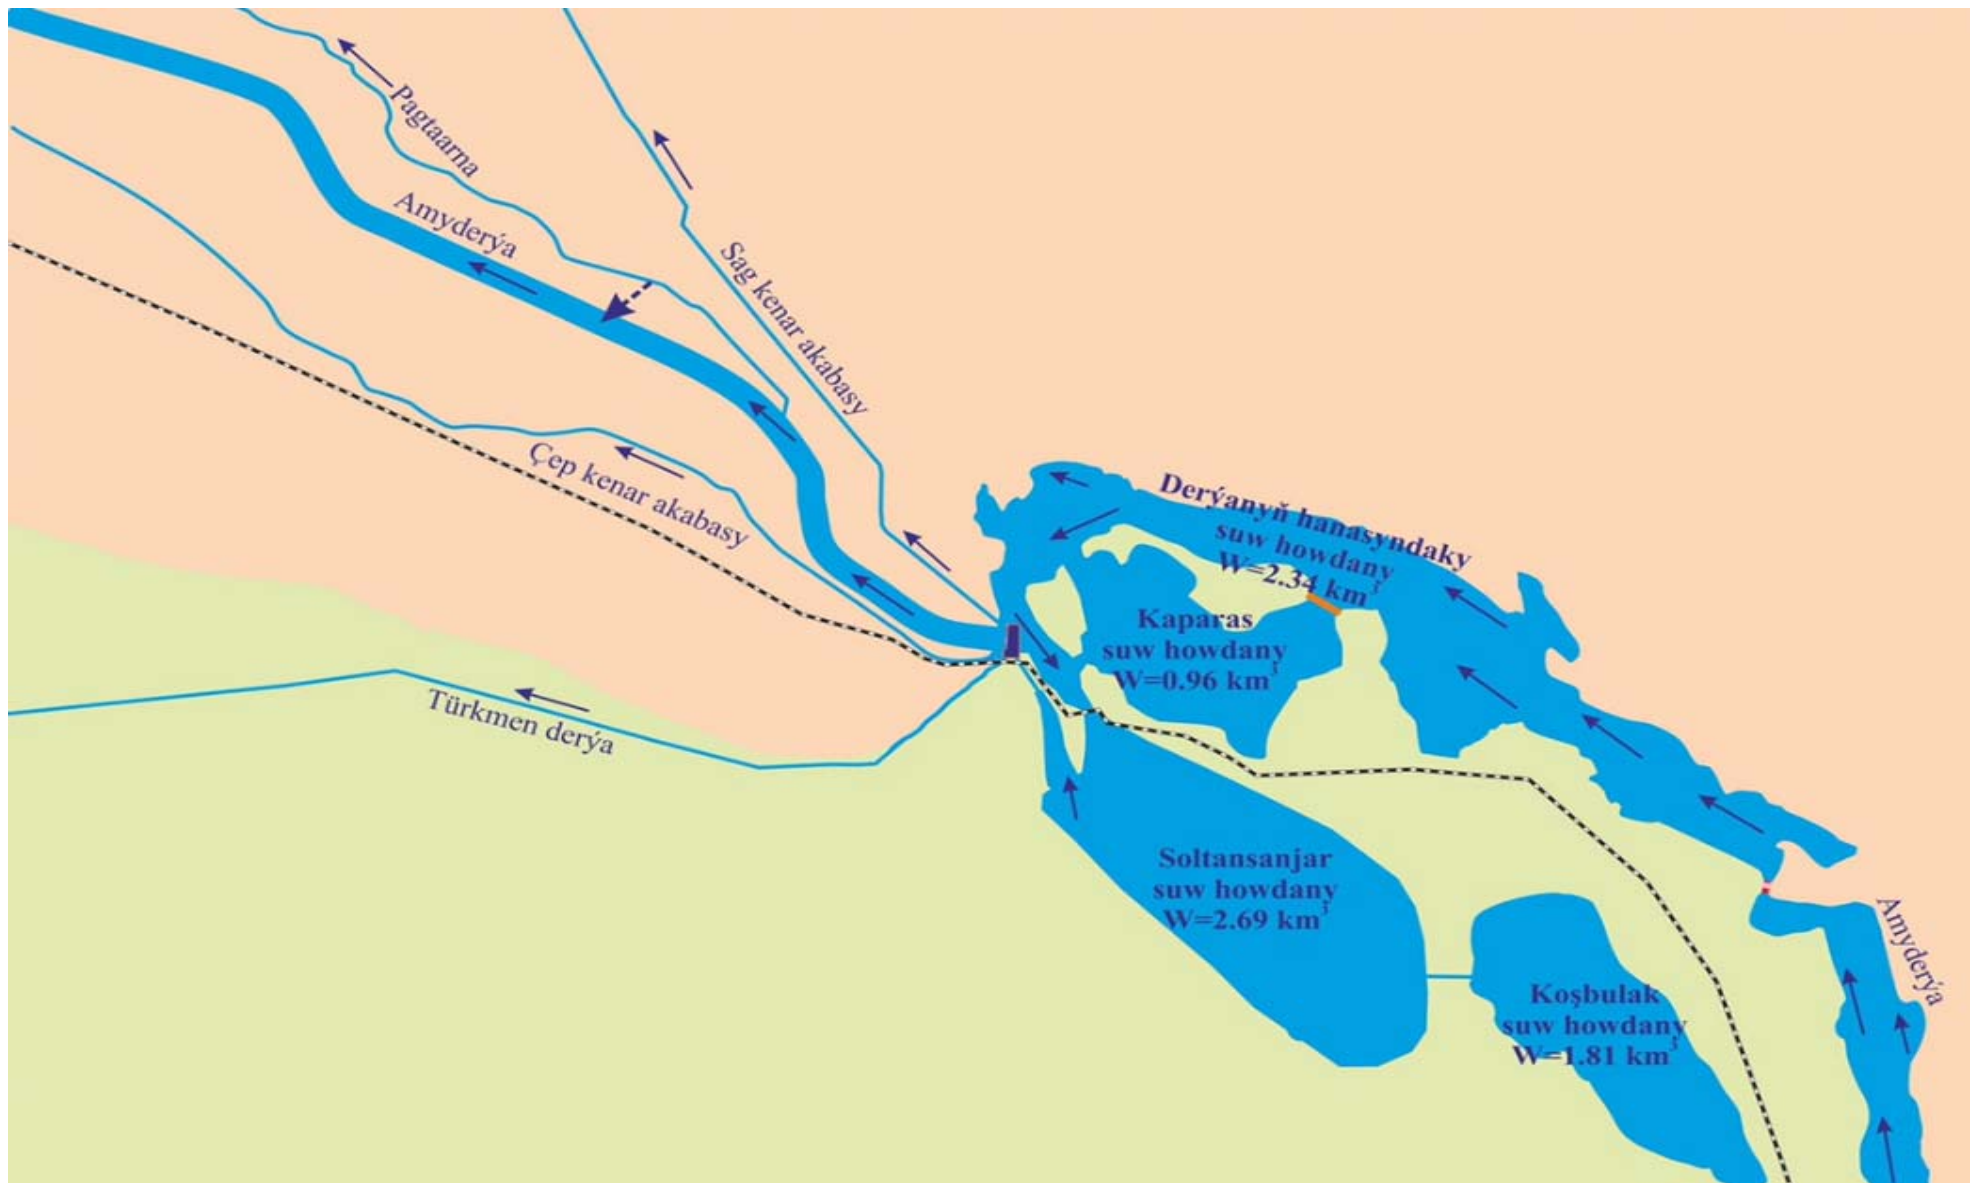 Pagtaarna
Amyderýa
Sag kenar akabasy
Çep kenar akabasy
Türkmen derýa
Derýanyň hanasyndaky
suw howdany
W=2.34 km³
Kaparas
suw howdany
W=0.96 km³
Soltansanjar
suw howdany
W=2.69 km³
Koşbulak
suw howdany
W=1.81 km³
Amyderýa